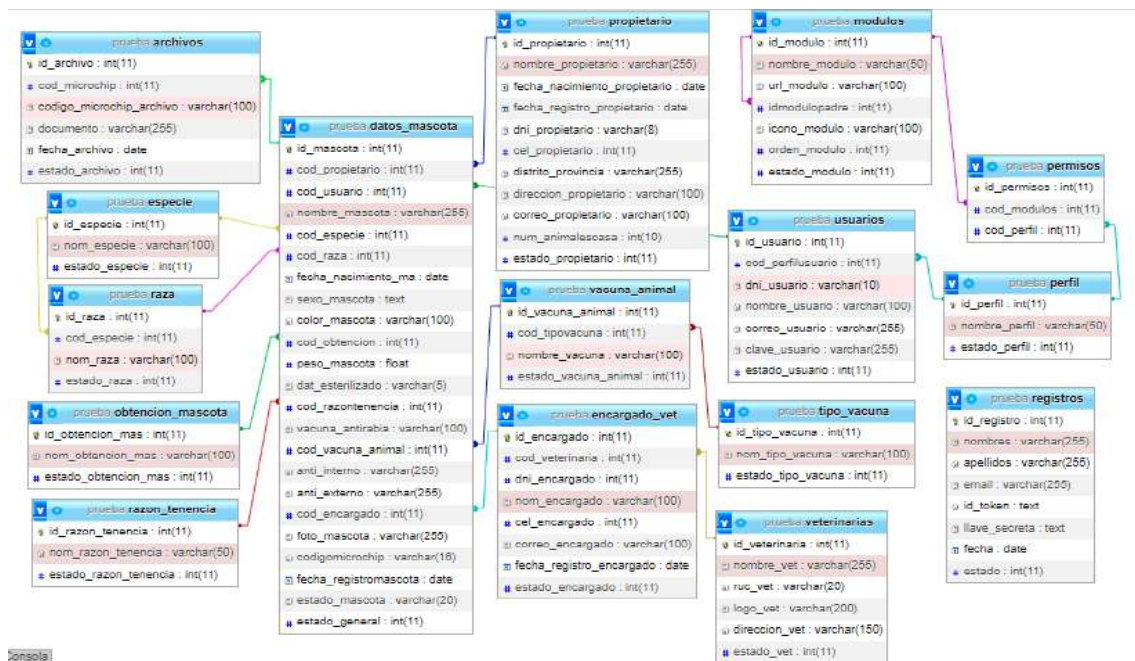 prueba archivos
id_archivo : int(11)
cod_microchip : int(11)
codigo_microchip_archivo : varchar(100)
documento : varchar(255)
fecha_archivo : date
estado_archivo : int(11)
prueba especie
id_especie : int(11)
nom_especie : varchar(100)
estado_especie : int(11)
prueba raza
id_raza : int(11)
cod_especie : int(11)
nom_raza : varchar(100)
estado_raza : int(11)
prueba obtencion_mascota
id_obtencion_mas : int(11)
nom_obtencion_mas : varchar(100)
estado_obtencion_mas : int(11)
prueba razon_tenencia
id_razon_tenencia : int(11)
nom_razon_tenencia : varchar(50)
estado_razon_tenencia : int(11)
prueba datos_mascota
id_mascota : int(11)
cod_propietario : int(11)
cod_usuario : int(11)
nombre_mascota : varchar(255)
cod_especie : int(11)
cod_raza : int(11)
fecha_nacimiento_ma : date
sexo_mascota : text
color_mascota : varchar(100)
cod_obtencion : int(11)
peso_mascota : float
dat_esterilizado : varchar(5)
cod_razontenencia : int(11)
vacuna_antirabia : varchar(100)
cod_vacuna_animal : int(11)
anti_interno : varchar(255)
anti_externo : varchar(255)
cod_encargado : int(11)
foto_mascota : varchar(255)
codigomicrochip : varchar(16)
fecha_registromascota : date
estado_mascota : varchar(20)
estado_general : int(11)
prueba propietario
id_propietario : int(11)
nombre_propietario : varchar(255)
fecha_nacimiento_propietario : date
fecha_registro_propietario : date
dni_propietario : varchar(8)
cel_propietario : int(11)
distrito_provincia : varchar(255)
direccion_propietario : varchar(100)
correo_propietario : varchar(100)
num_animalescasa : int(10)
estado_propietario : int(11)
prueba vacuna_animal
id_vacuna_animal : int(11)
cod_tipovacuna : int(11)
nombre_vacuna : varchar(100)
estado_vacuna_animal : int(11)
prueba encargado_vet
id_encargado : int(11)
cod_veterinaria : int(11)
dni_encargado : int(11)
nom_encargado : varchar(100)
cel_encargado : int(11)
correo_encargado : varchar(100)
fecha_registro_encargado : date
estado_encargado : int(11)
prueba modulos
id_modulo : int(11)
nombre_modulo : varchar(50)
url_modulo : varchar(100)
idmodulopadre : int(11)
icono_modulo : varchar(100)
orden_modulo : int(11)
estado_modulo : int(11)
prueba usuarios
id_usuario : int(11)
cod_perfilusuario : int(11)
dni_usuario : varchar(10)
nombre_usuario : varchar(100)
correo_usuario : varchar(255)
clave_usuario : varchar(255)
estado_usuario : int(11)
prueba tipo_vacuna
id_tipo_vacuna : int(11)
nom_tipo_vacuna : varchar(100)
estado_tipo_vacuna : int(11)
prueba veterinarias
id_veterinaria : int(11)
nombre_vet : varchar(255)
ruc_vet : varchar(20)
logo_vet : varchar(200)
direccion_vet : varchar(150)
estado_vet : int(11)
prueba permisos
id_permisos : int(11)
cod_modulos : int(11)
cod_perfil : int(11)
prueba perfil
id_perfil : int(11)
nombre_perfil : varchar(50)
estado_perfil : int(11)
prueba registros
id_registro : int(11)
nombres : varchar(255)
apellidos : varchar(255)
email : varchar(255)
id_token : text
llave_secreta : text
fecha : date
estado : int(11)
Consola